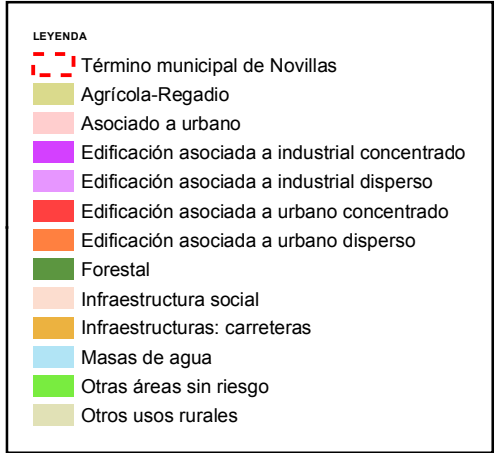 LEYENDA
Término municipal de Novillas
Agrícola-Regadio
Asociado a urbano
Edificación asociada a industrial concentrado
Edificación asociada a industrial disperso
Edificación asociada a urbano concentrado
Edificación asociada a urbano disperso
Forestal
Infraestructura social
Infraestructuras: carreteras
Masas de agua
Otras áreas sin riesgo
Otros usos rurales